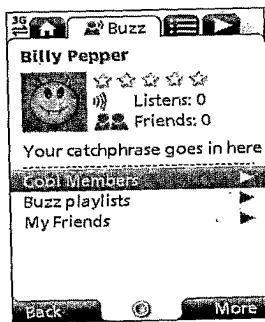 3G
Buzz
Billy Pepper
Listens: 0
Friends: 0
Your catchphrase goes in here
Cool Members
Buzz playlists
My Friends
Back
More